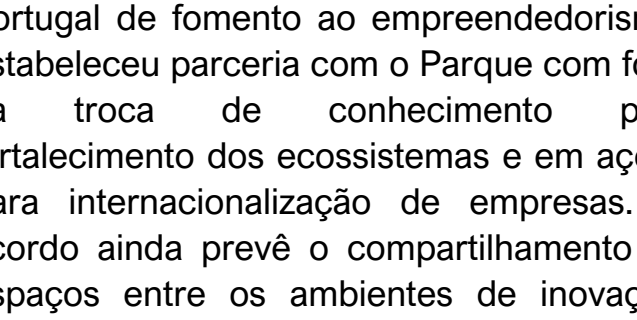 ortugal de fomento ao empreendedoris
stabeleceu parceria com o Parque com fo
a troca de conhecimento p
rtalecimento dos ecossistemas e em açõ
ara internacionalização de empresas.
cordo ainda prevê o compartilhamento
spaços entre os ambientes de inovaç